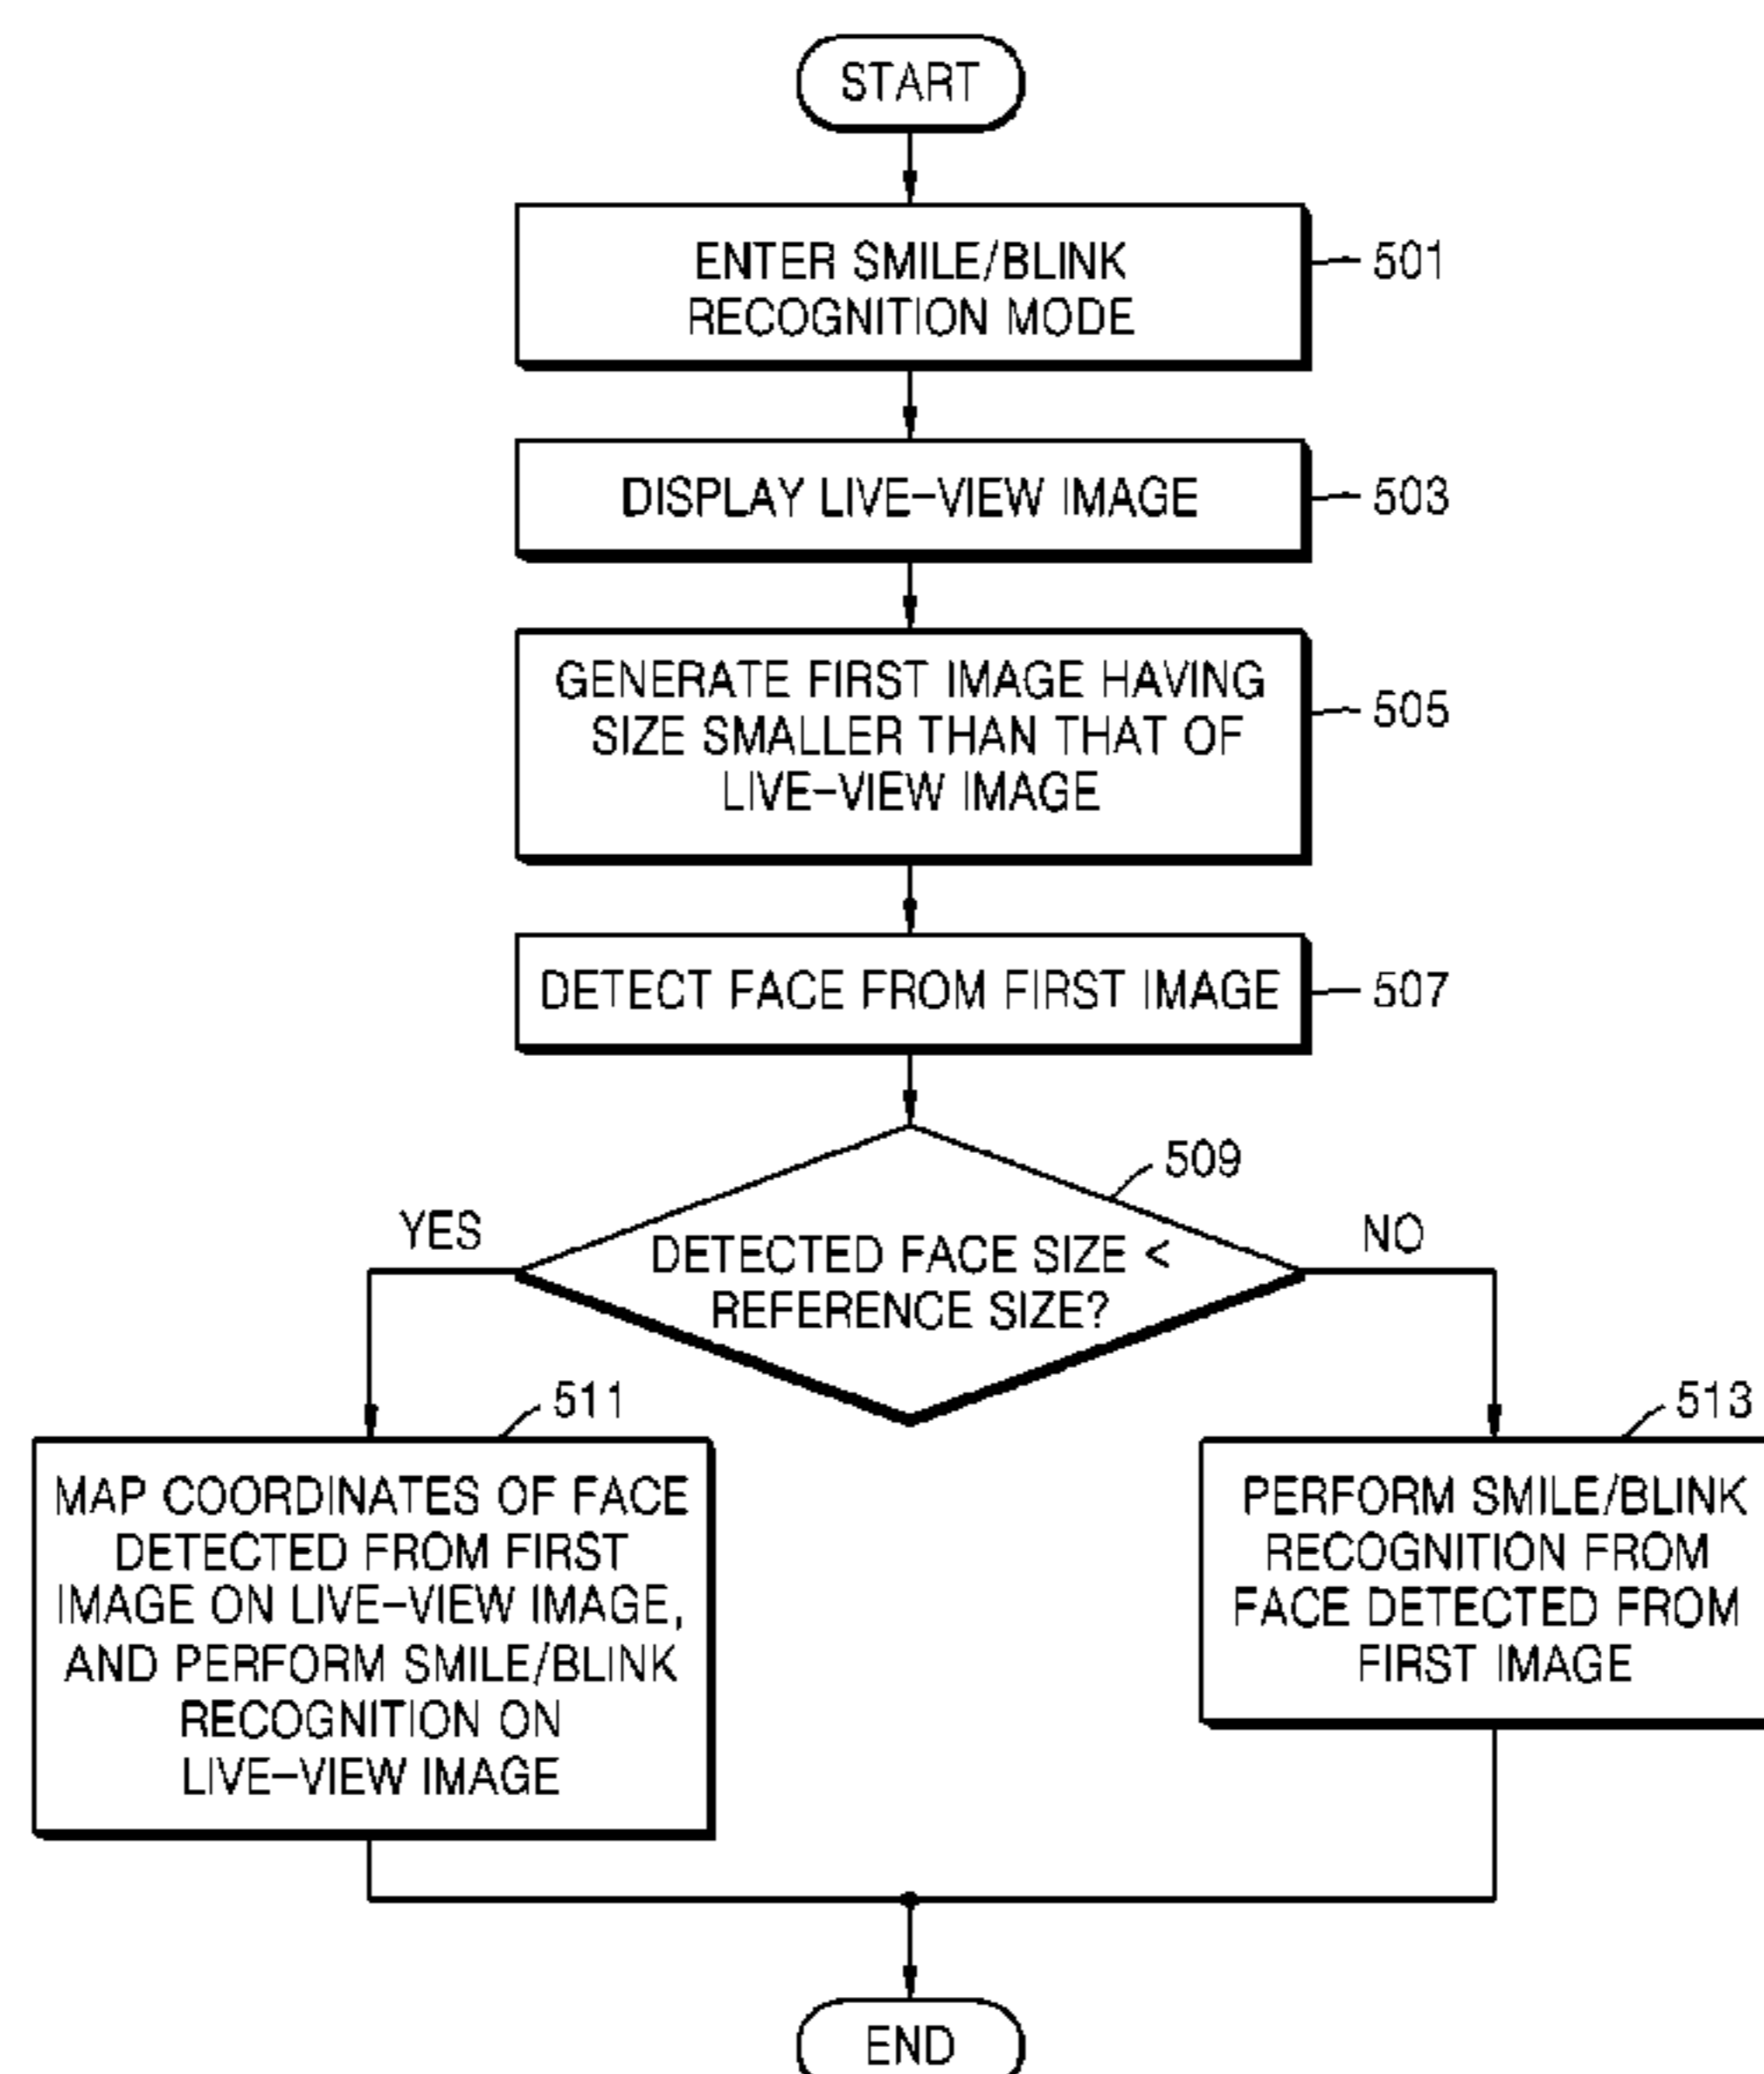 START
ENTER SMILE/BLINK
RECOGNITION MODE
501
DISPLAY LIVE-VIEW IMAGE
503
GENERATE FIRST IMAGE HAVING
SIZE SMALLER THAN THAT OF
LIVE-VIEW IMAGE
505
DETECT FACE FROM FIRST IMAGE
507
509
YES
DETECTED FACE SIZE <
REFERENCE SIZE?
NO
511
MAP COORDINATES OF FACE
DETECTED FROM FIRST
IMAGE ON LIVE-VIEW IMAGE,
AND PERFORM SMILE/BLINK
RECOGNITION ON
LIVE-VIEW IMAGE
513
PERFORM SMILE/BLINK
RECOGNITION FROM
FACE DETECTED FROM
FIRST IMAGE
END